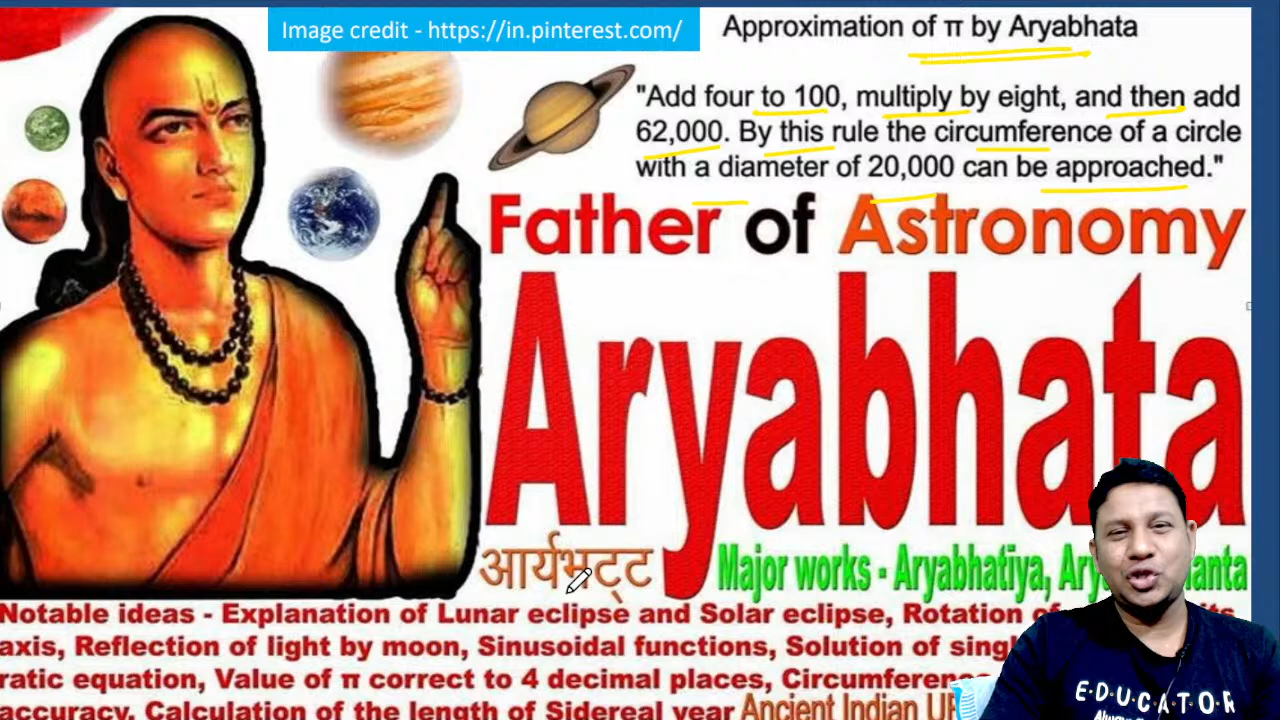 Image credit - https://in.pinterest.com/
Approximation of π by Aryabhata
"Add four to 100, multiply by eight, and then add
62,000. By this rule the circumference of a circle
with a diameter of 20,000 can be approached."
Father of Astronomy
Aryabhata
आर्यभट्ट
Major works - Aryabhatiya,
Notable ideas - Explanation of Lunar eclipse and Solar eclipse, Rotation
axis, Reflection of light by moon, Sinusoidal functions, Solution of
ratic equation, Value of π correct to 4 decimal places,
accuracy, Calculation of the length of Sidereal year Ancient Indian
EDUCATOR